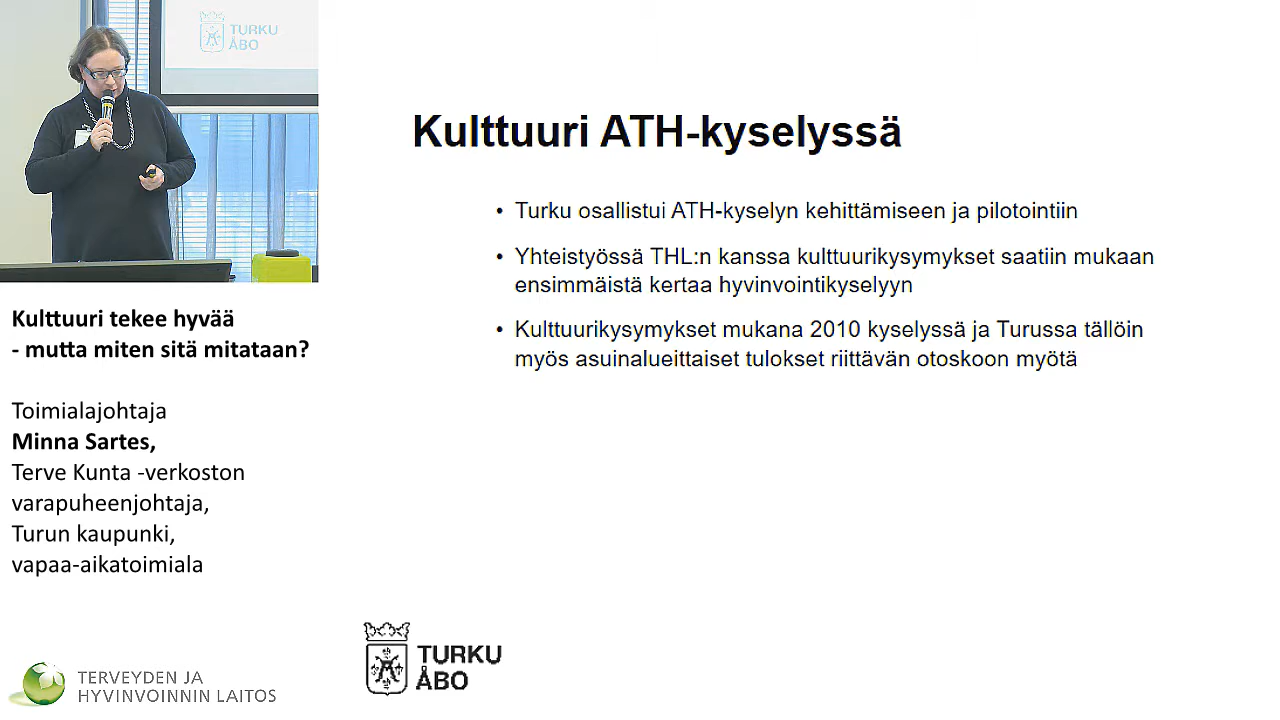 TURKU
ÅBO
Kulttuuri tekee hyvää
- mutta miten sitä mitataan?
Toimialajohtaja
Minna Sartes,
Terve Kunta -verkoston
varapuheenjohtaja,
Turun kaupunki,
vapaa-aikatoimiala
TERVEYDEN JA
HYVINVOINNIN LAITOS
Kulttuuri ATH-kyselyssä
• Turku osallistui ATH-kyselyn kehittämiseen ja pilotointiin
• Yhteistyössä THL:n kanssa kulttuurikysymykset saatiin mukaan
ensimmäistä kertaa hyvinvointikyselyyn
• Kulttuurikysymykset mukana 2010 kyselyssä ja Turussa tällöin
myös asuinalueittaiset tulokset riittävän otoskoon myötä
TURKU
ÅBO